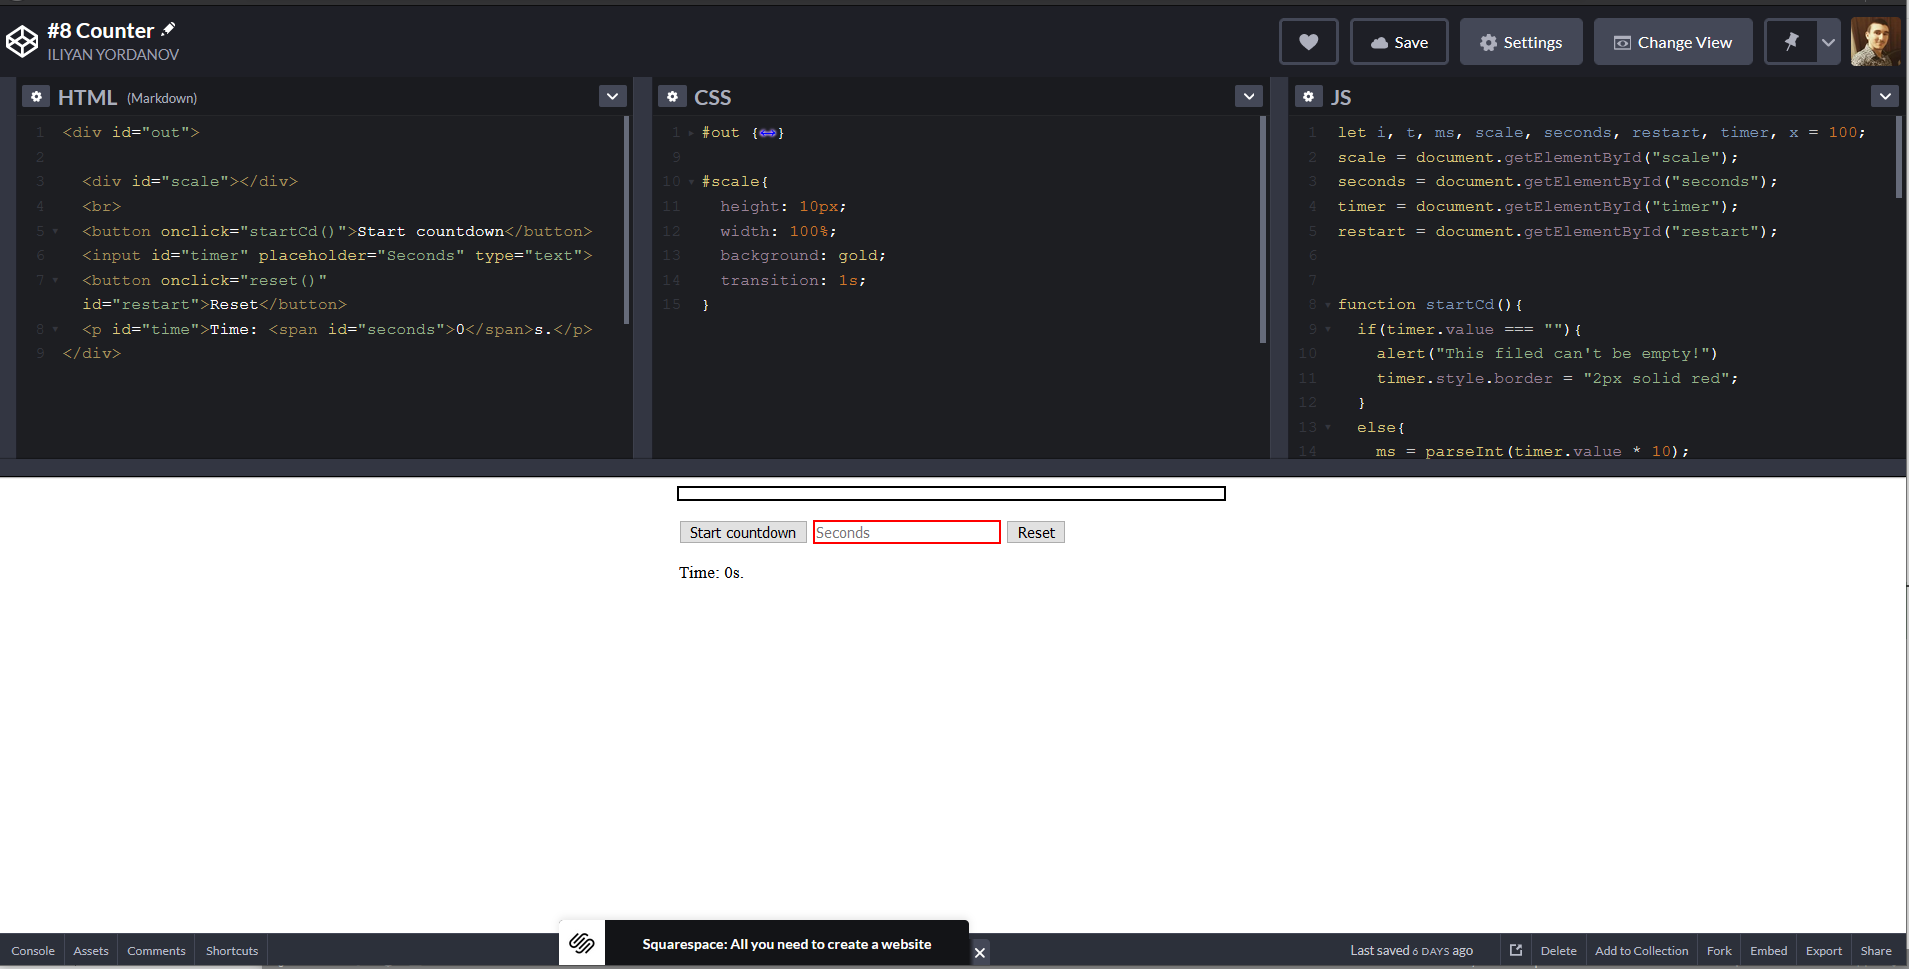 #8 Counter
ILIYAN YORDANOV
Save
Settings
Change View
HTML (Markdown)
1 <div id="out">
2
3 <div id="scale"></div>
4 <br>
5 <button onclick="startCd()">Start countdown</button>
6 <input id="timer" placeholder="Seconds" type="text">
7 <button onclick="reset()"
id="restart">Reset</button>
8 <p id="time">Time: <span id="seconds">0</span>s.</p>
9 </div>
CSS
1 #out {↔}
9
10 #scale{
11 height: 10px;
12 width: 100%;
13 background: gold;
14 transition: 1s;
15 }
JS
1 let i, t, ms, scale, seconds, restart, timer, x = 100;
2 scale = document.getElementById("scale");
3 seconds = document.getElementById("seconds");
4 timer = document.getElementById("timer");
5 restart = document.getElementById("restart");
6
7
8 function startCd(){
9 if(timer.value === ""){
10 alert("This filed can't be empty!")
11 timer.style.border = "2px solid red";
12 }
13 else{
14 ms = parseInt(timer.value * 10);
Start countdown Seconds Reset
Time: 0s.
Console Assets Comments Shortcuts
Squarespace: All you need to create a website
Last saved 6 DAYS ago
Delete Add to Collection Fork Embed Export Share